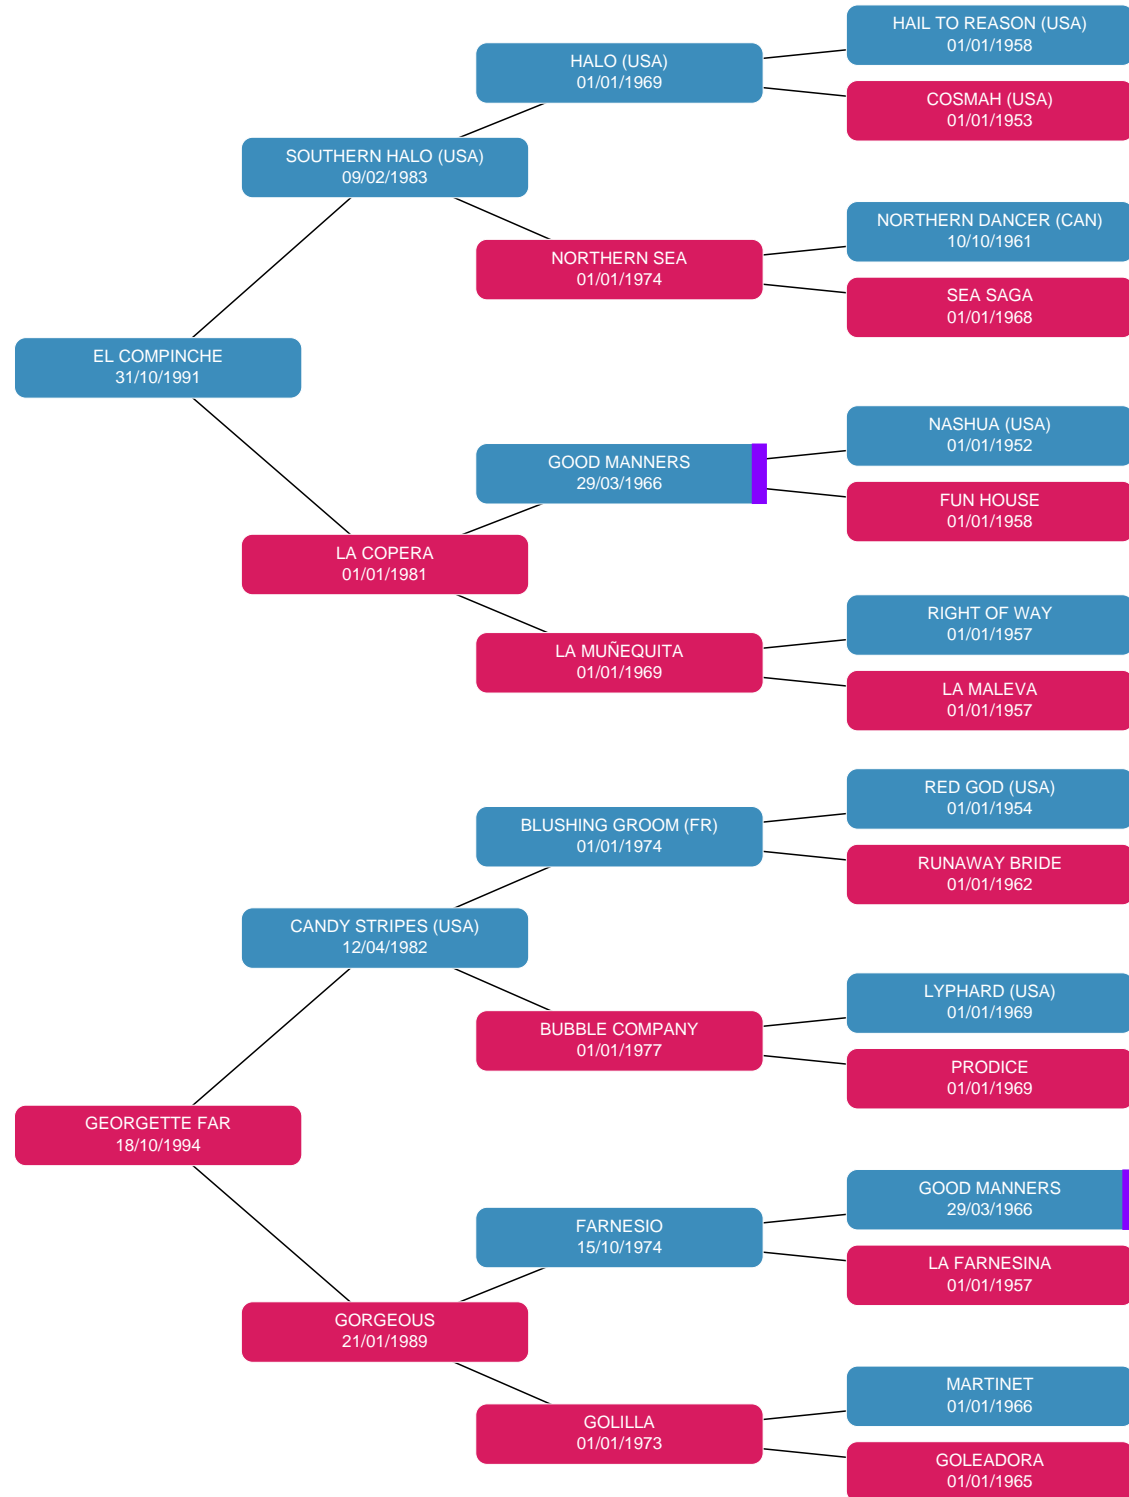 HAIL TO REASON (USA)
01/01/1958
HALO (USA)
01/01/1969
COSMAH (USA)
01/01/1953
SOUTHERN HALO (USA)
09/02/1983
NORTHERN DANCER (CAN)
10/10/1961
NORTHERN SEA
01/01/1974
SEA SAGA
01/01/1968
EL COMPINCHE
31/10/1991
NASHUA (USA)
01/01/1952
GOOD MANNERS
29/03/1966
FUN HOUSE
01/01/1958
LA COPERA
01/01/1981
RIGHT OF WAY
01/01/1957
LA MUÑEQUITA
01/01/1969
LA MALEVA
01/01/1957
RED GOD (USA)
01/01/1954
BLUSHING GROOM (FR)
01/01/1974
RUNAWAY BRIDE
01/01/1962
CANDY STRIPES (USA)
12/04/1982
LYPHARD (USA)
01/01/1969
BUBBLE COMPANY
01/01/1977
PRODICE
01/01/1969
GEORGETTE FAR
18/10/1994
GOOD MANNERS
29/03/1966
FARNESIO
15/10/1974
LA FARNESINA
01/01/1957
GORGEOUS
21/01/1989
MARTINET
01/01/1966
GOLILLA
01/01/1973
GOLEADORA
01/01/1965